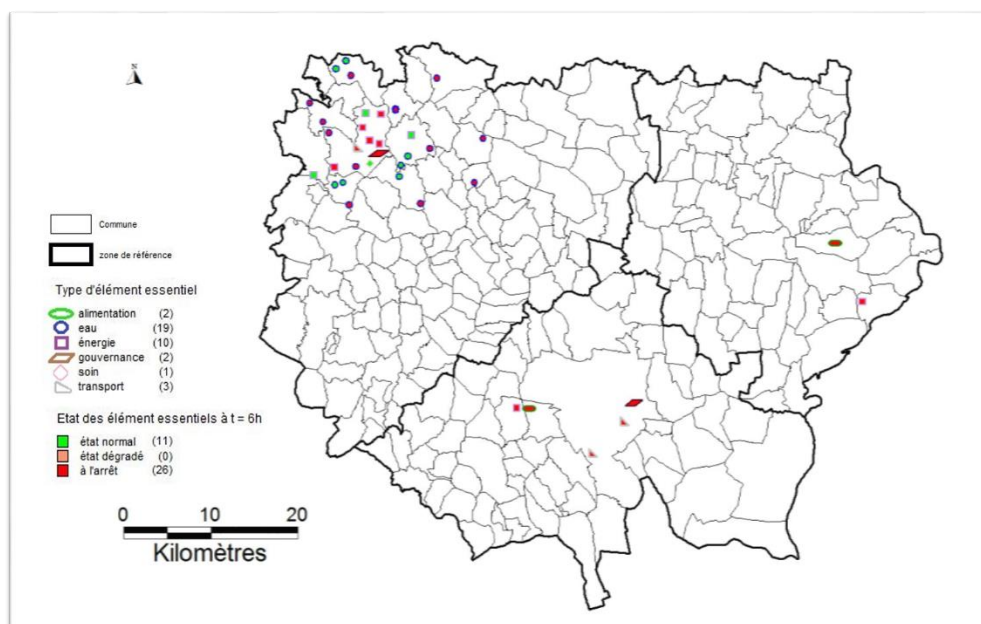 N
Commune
zone de référence
Type d'élément essentiel
alimentation (2)
eau (19)
énergie (10)
gouvernance (2)
soin (1)
transport (3)
Etat des élément essentiels à t = 6h
état normal (11)
état dégradé (0)
à l'arrêt (26)
0 10 20
Kilomètres